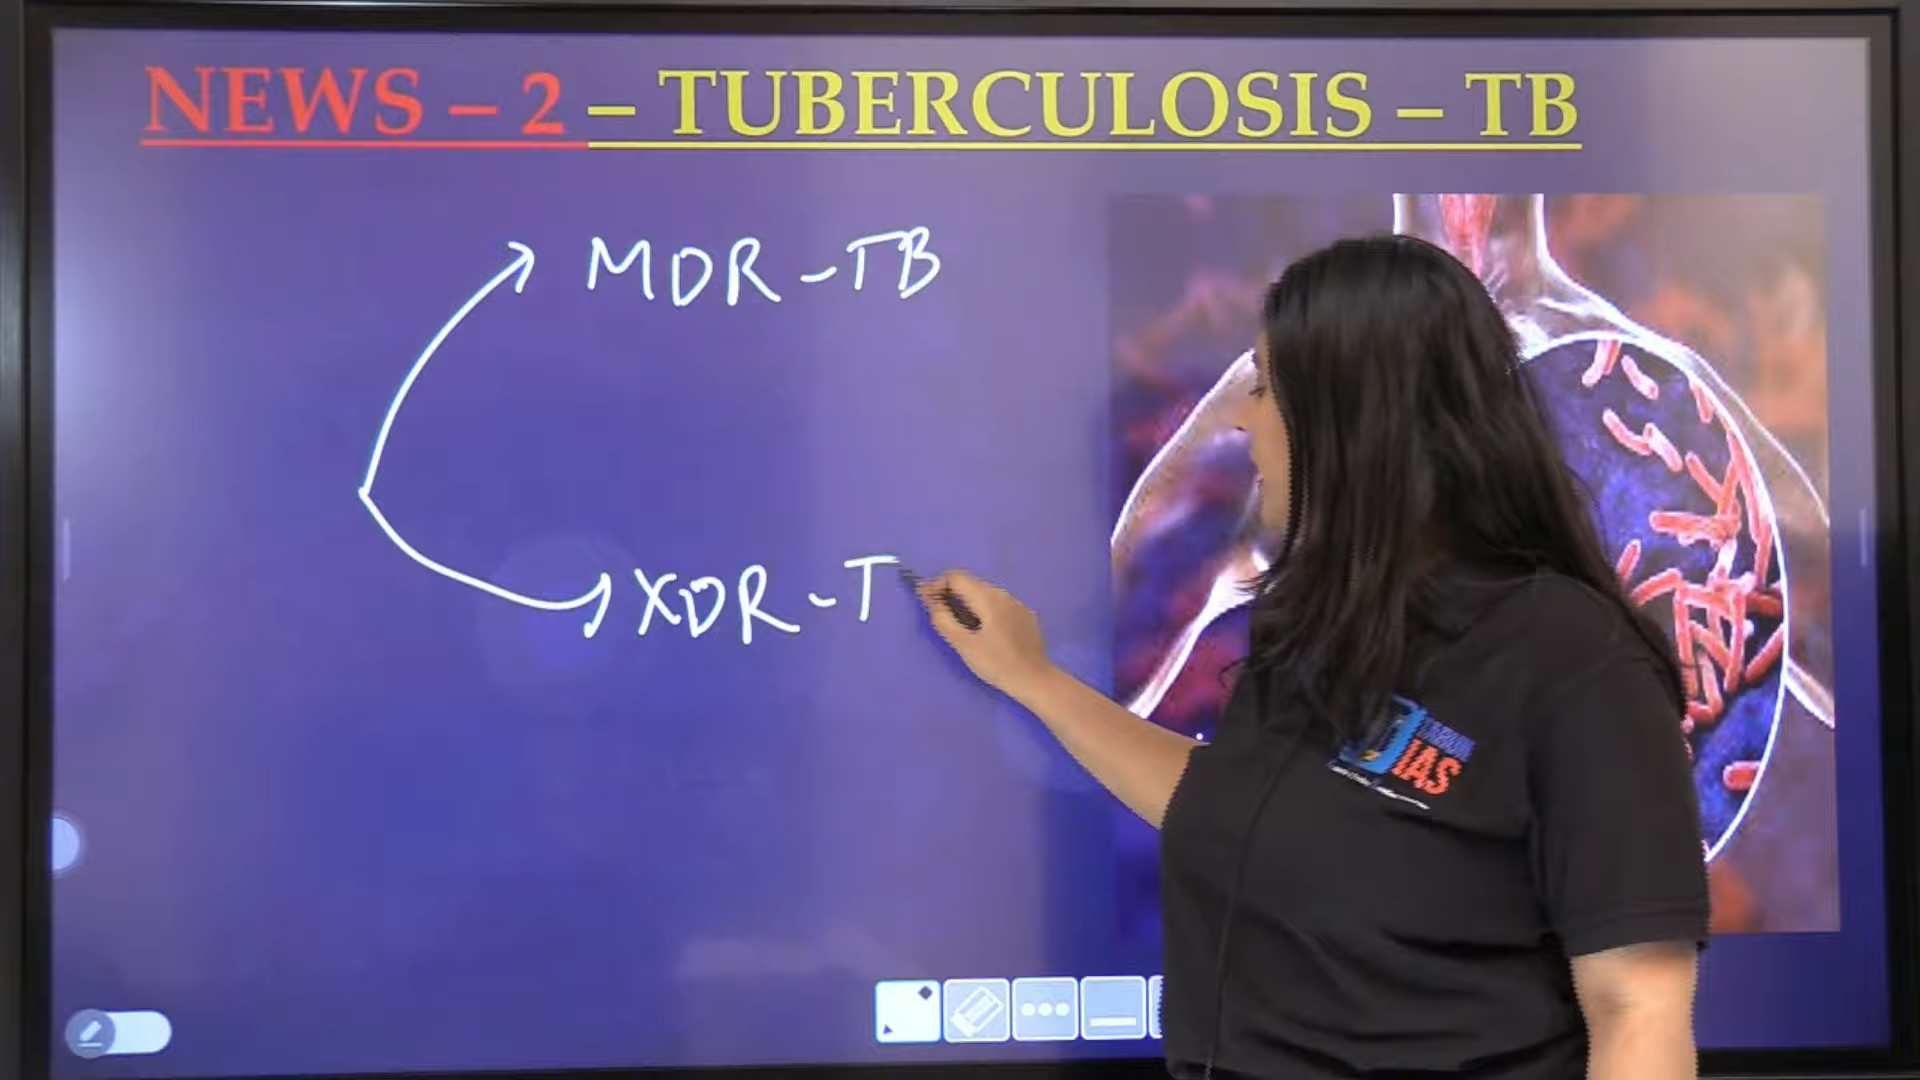 NEWS – 2 – TUBERCULOSIS – TB
MDR-TB
XDR-T
IAS